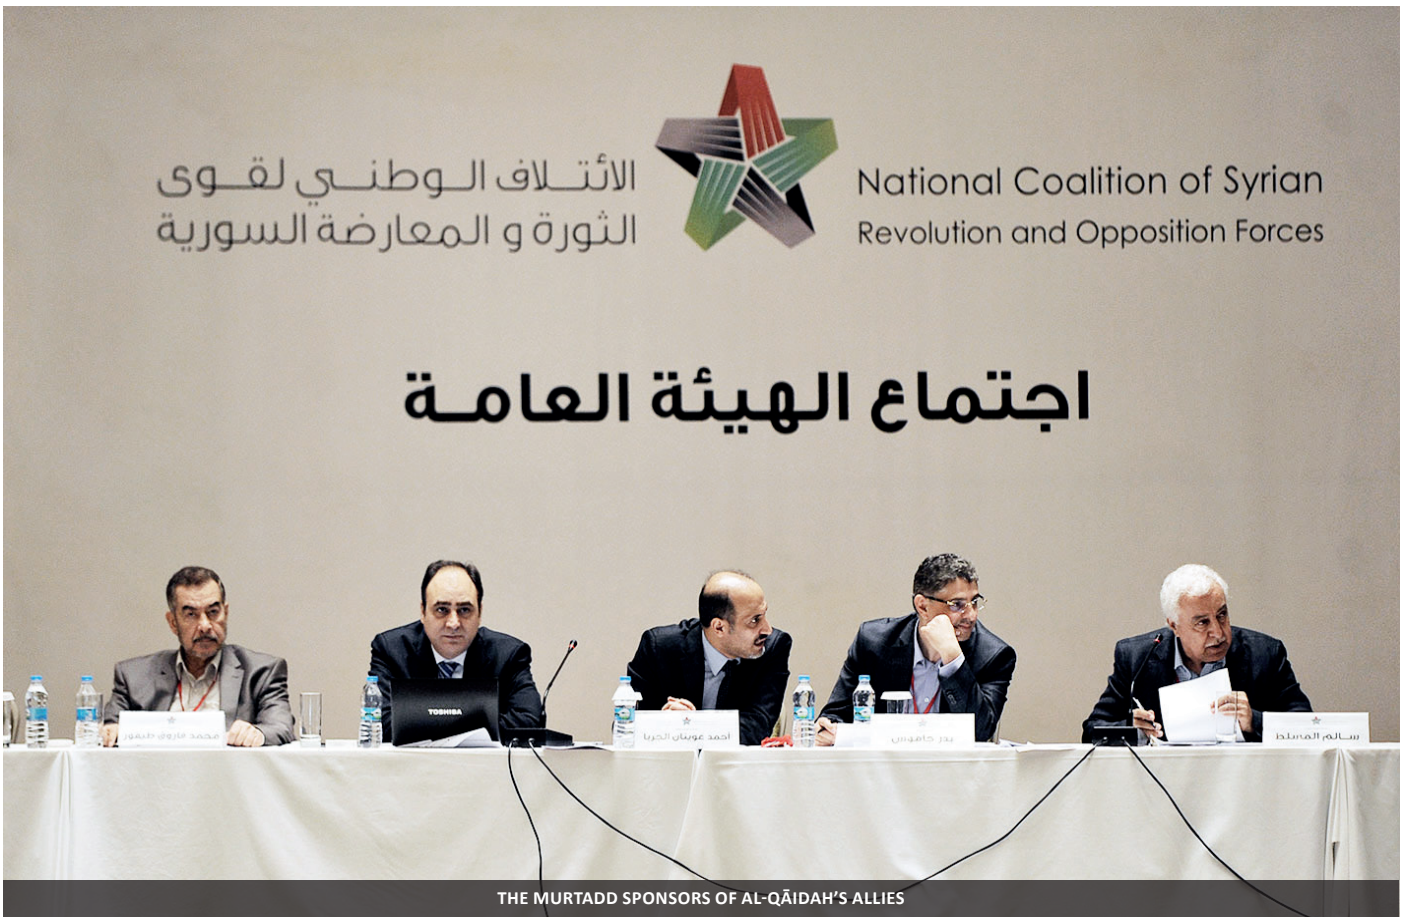 الائتلاف الوطني لقوى
الثورة و المعارضة السورية
National Coalition of Syrian
Revolution and Opposition Forces
اجتماع الهيئة العامة
TOSHIBA
محمد فاروق طيفور
أحمد عوينان الجربا
بدر جاموس
سالم المسلط
THE MURTADD SPONSORS OF AL-QĀIDAH’S ALLIES